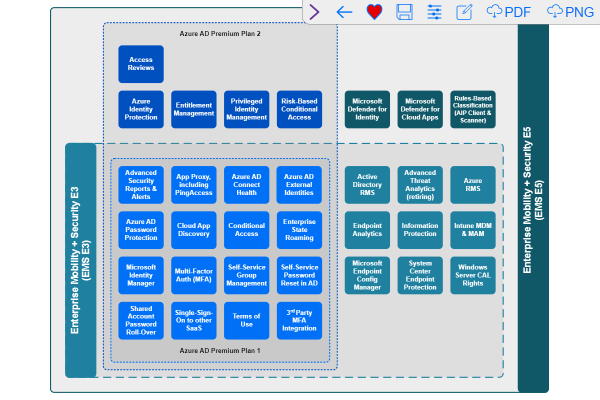 PDF
PNG
Azure AD Premium Plan 2
Access
Reviews
Azure
Identity
Protection
Entitlement
Management
Privileged
Identity
Management
Risk-Based
Conditional
Access
Microsoft
Defender for
Identity
Microsoft
Defender for
Cloud Apps
Rules-Based
Classification
(AIP Client &
Scanner)
Enterprise Mobility + Security E3
(EMS E3)
Advanced
Security
Reports &
Alerts
App Proxy,
including
PingAccess
Azure AD
Connect
Health
Azure AD
External
Identities
Active
Directory
RMS
Advanced
Threat
Analytics
(retiring)
Azure
RMS
Azure AD
Password
Protection
Cloud App
Discovery
Conditional
Access
Enterprise
State
Roaming
Endpoint
Analytics
Information
Protection
Intune MDM
& MAM
Microsoft
Identity
Manager
Multi-Factor
Auth (MFA)
Self-Service
Group
Management
Self-Service
Password
Reset in AD
Microsoft
Endpoint
Config
Manager
System
Center
Endpoint
Protection
Windows
Server CAL
Rights
Shared
Account
Password
Roll-Over
Single-Sign-
On to other
SaaS
Terms of
Use
3rd Party
MFA
Integration
Azure AD Premium Plan 1
Enterprise Mobility + Security E5
(EMS E5)